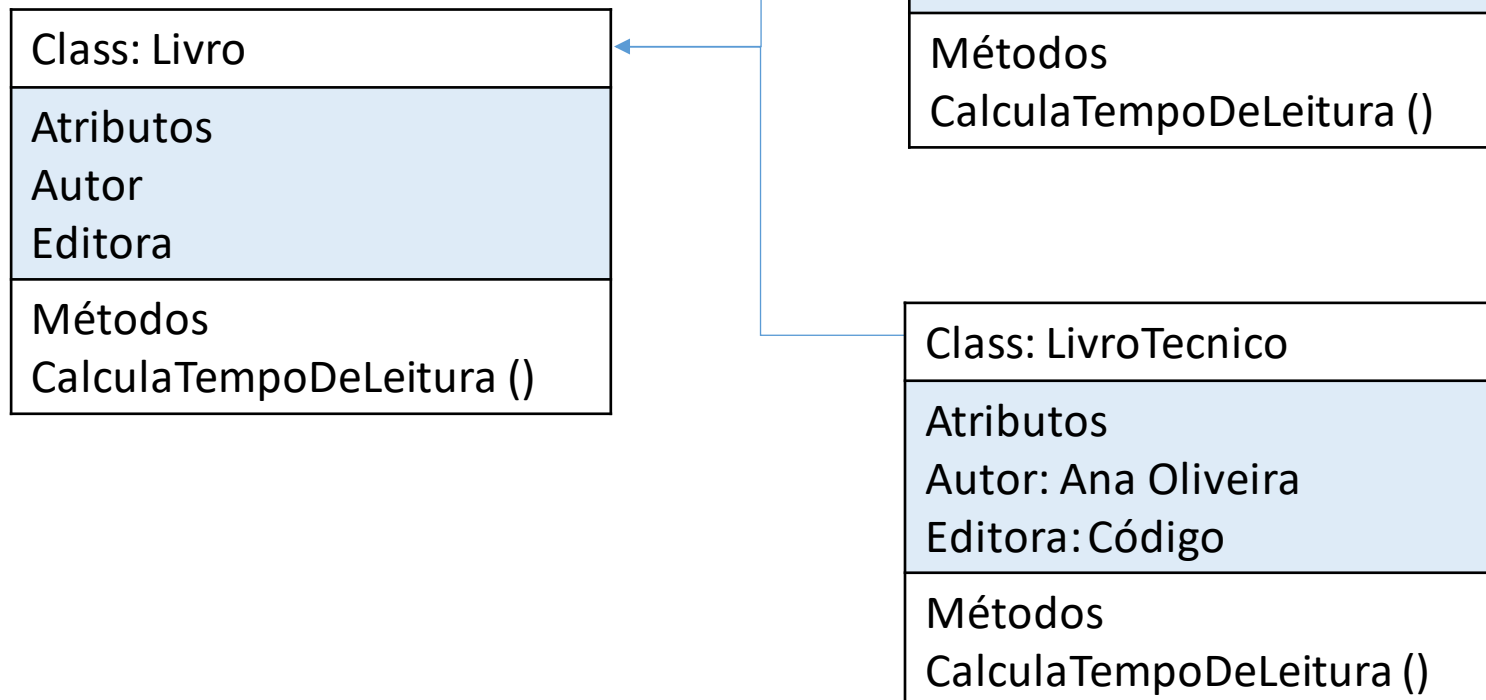 Class: Livro
Atributos
Autor
Editora
Métodos
CalculaTempoDeLeitura ()
Métodos
CalculaTempoDeLeitura ()
Class: LivroTecnico
Atributos
Autor: Ana Oliveira
Editora: Código
Métodos
CalculaTempoDeLeitura ()